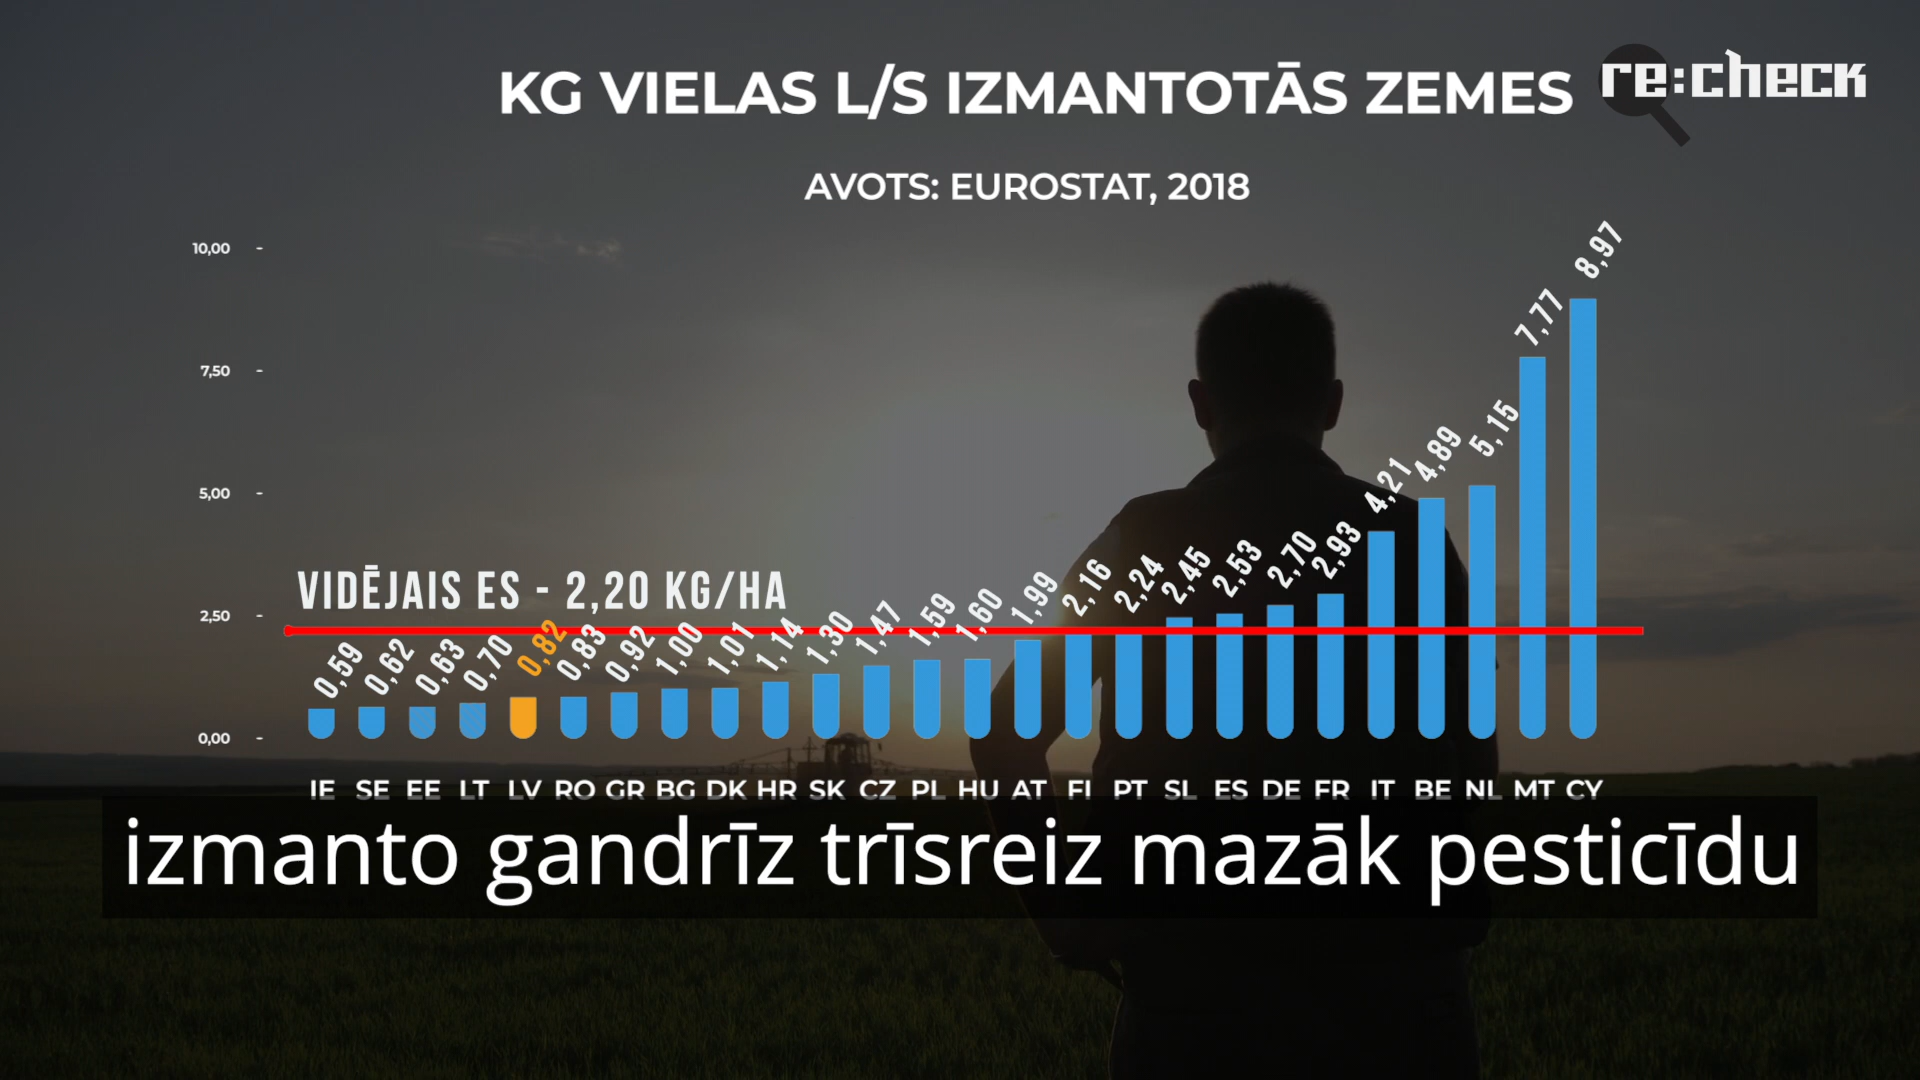 KG VIELAS L/S IZMANTOTĀS ZEMES
re:check
AVOTS: EUROSTAT, 2018
10,00 -
7,50 -
5,00 -
2,50 -
0,00 -
VIDĒJAIS ES - 2,20 KG/HA
0,59 0,62 0,63 0,70 0,82 0,83 0,92 1,00 1,01 1,14 1,30 1,47 1,59 1,60 1,99 2,16 2,24 2,45 2,53 2,70 2,93 4,21 4,89 5,15 7,77 8,97
IE SE EE LT LV RO GR BG DK HR SK CZ PL HU AT FI PT SL ES DE FR IT BE NL MT CY
izmanto gandrīz trīsreiz mazāk pesticīdu